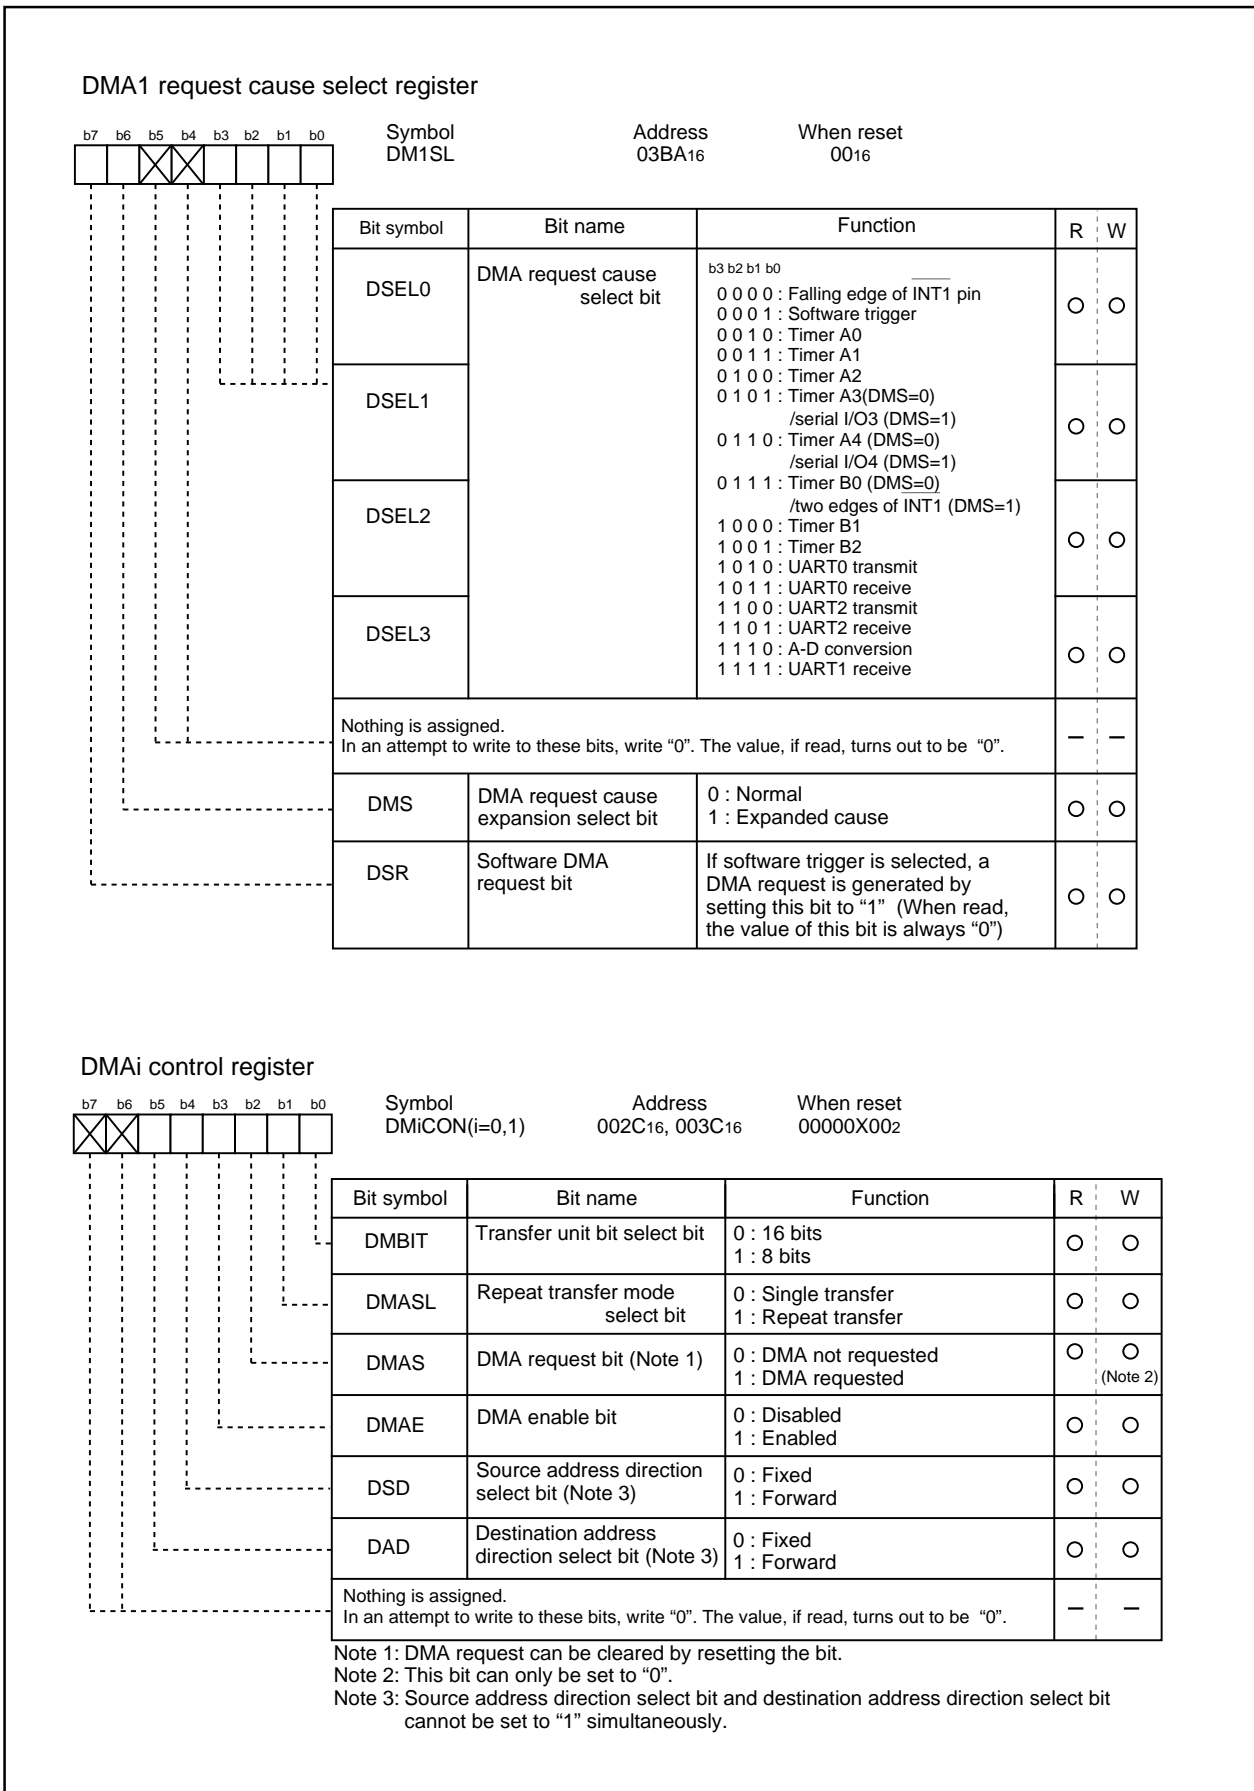 DMA1 request cause select register
b7 b6 b5 b4 b3 b2 b1 b0
Symbol Address When reset
DM1SL 03BA16 0016
Bit symbol Bit name Function R W
DSEL0 DMA request cause select bit
b3 b2 b1 b0
0 0 0 0 : Falling edge of INT1 pin
0 0 0 1 : Software trigger
0 0 1 0 : Timer A0
0 0 1 1 : Timer A1
0 1 0 0 : Timer A2
DSEL1
0 1 0 1 : Timer A3(DMS=0)
/serial I/O3 (DMS=1)
0 1 1 0 : Timer A4 (DMS=0)
/serial I/O4 (DMS=1)
0 1 1 1 : Timer B0 (DMS=0)
/two edges of INT1 (DMS=1)
DSEL2
1 0 0 0 : Timer B1
1 0 0 1 : Timer B2
1 0 1 0 : UART0 transmit
1 0 1 1 : UART0 receive
1 1 0 0 : UART2 transmit
DSEL3
1 1 0 1 : UART2 receive
1 1 1 0 : A-D conversion
1 1 1 1 : UART1 receive
Nothing is assigned.
In an attempt to write to these bits, write “0”. The value, if read, turns out to be “0”.
DMS
DMA request cause
expansion select bit
0 : Normal
1 : Expanded cause
DSR
Software DMA
request bit
If software trigger is selected, a
DMA request is generated by
setting this bit to “1” (When read,
the value of this bit is always “0”)
DMAi control register
b7 b6 b5 b4 b3 b2 b1 b0
Symbol Address When reset
DMiCON(i=0,1) 002C16, 003C16 00000X002
Bit symbol Bit name Function R W
DMBIT
Transfer unit bit select bit
0 : 16 bits
1 : 8 bits
DMASL
Repeat transfer mode
select bit
0 : Single transfer
1 : Repeat transfer
DMAS
DMA request bit (Note 1)
0 : DMA not requested
1 : DMA requested
(Note 2)
DMAE
DMA enable bit
0 : Disabled
1 : Enabled
DSD
Source address direction
select bit (Note 3)
0 : Fixed
1 : Forward
DAD
Destination address
direction select bit (Note 3)
0 : Fixed
1 : Forward
Nothing is assigned.
In an attempt to write to these bits, write “0”. The value, if read, turns out to be “0”.
Note 1: DMA request can be cleared by resetting the bit.
Note 2: This bit can only be set to “0”.
Note 3: Source address direction select bit and destination address direction select bit
cannot be set to “1” simultaneously.